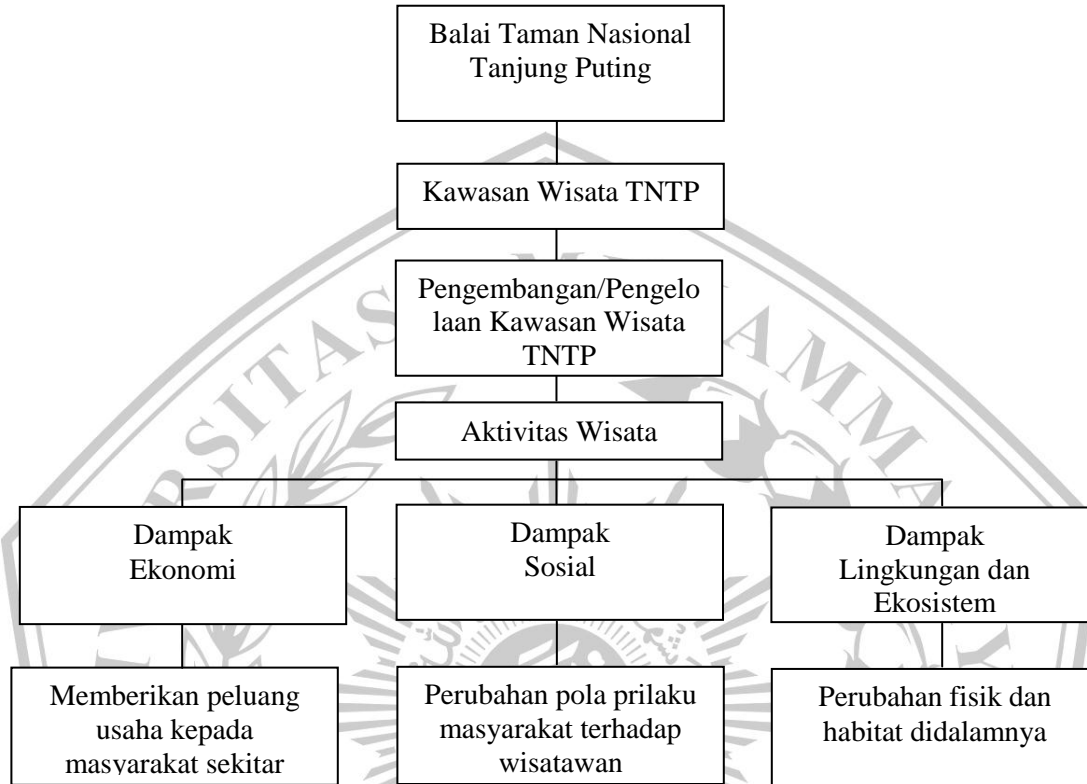 Balai Taman Nasional
Tanjung Puting
Kawasan Wisata TNTP
Pengembangan/Pengelo
laan Kawasan Wisata
TNTP
Aktivitas Wisata
Dampak
Ekonomi
Dampak
Sosial
Dampak
Lingkungan dan
Ekosistem
Memberikan peluang
usaha kepada
masyarakat sekitar
Perubahan pola prilaku
masyarakat terhadap
wisatawan
Perubahan fisik dan
habitat didalamnya